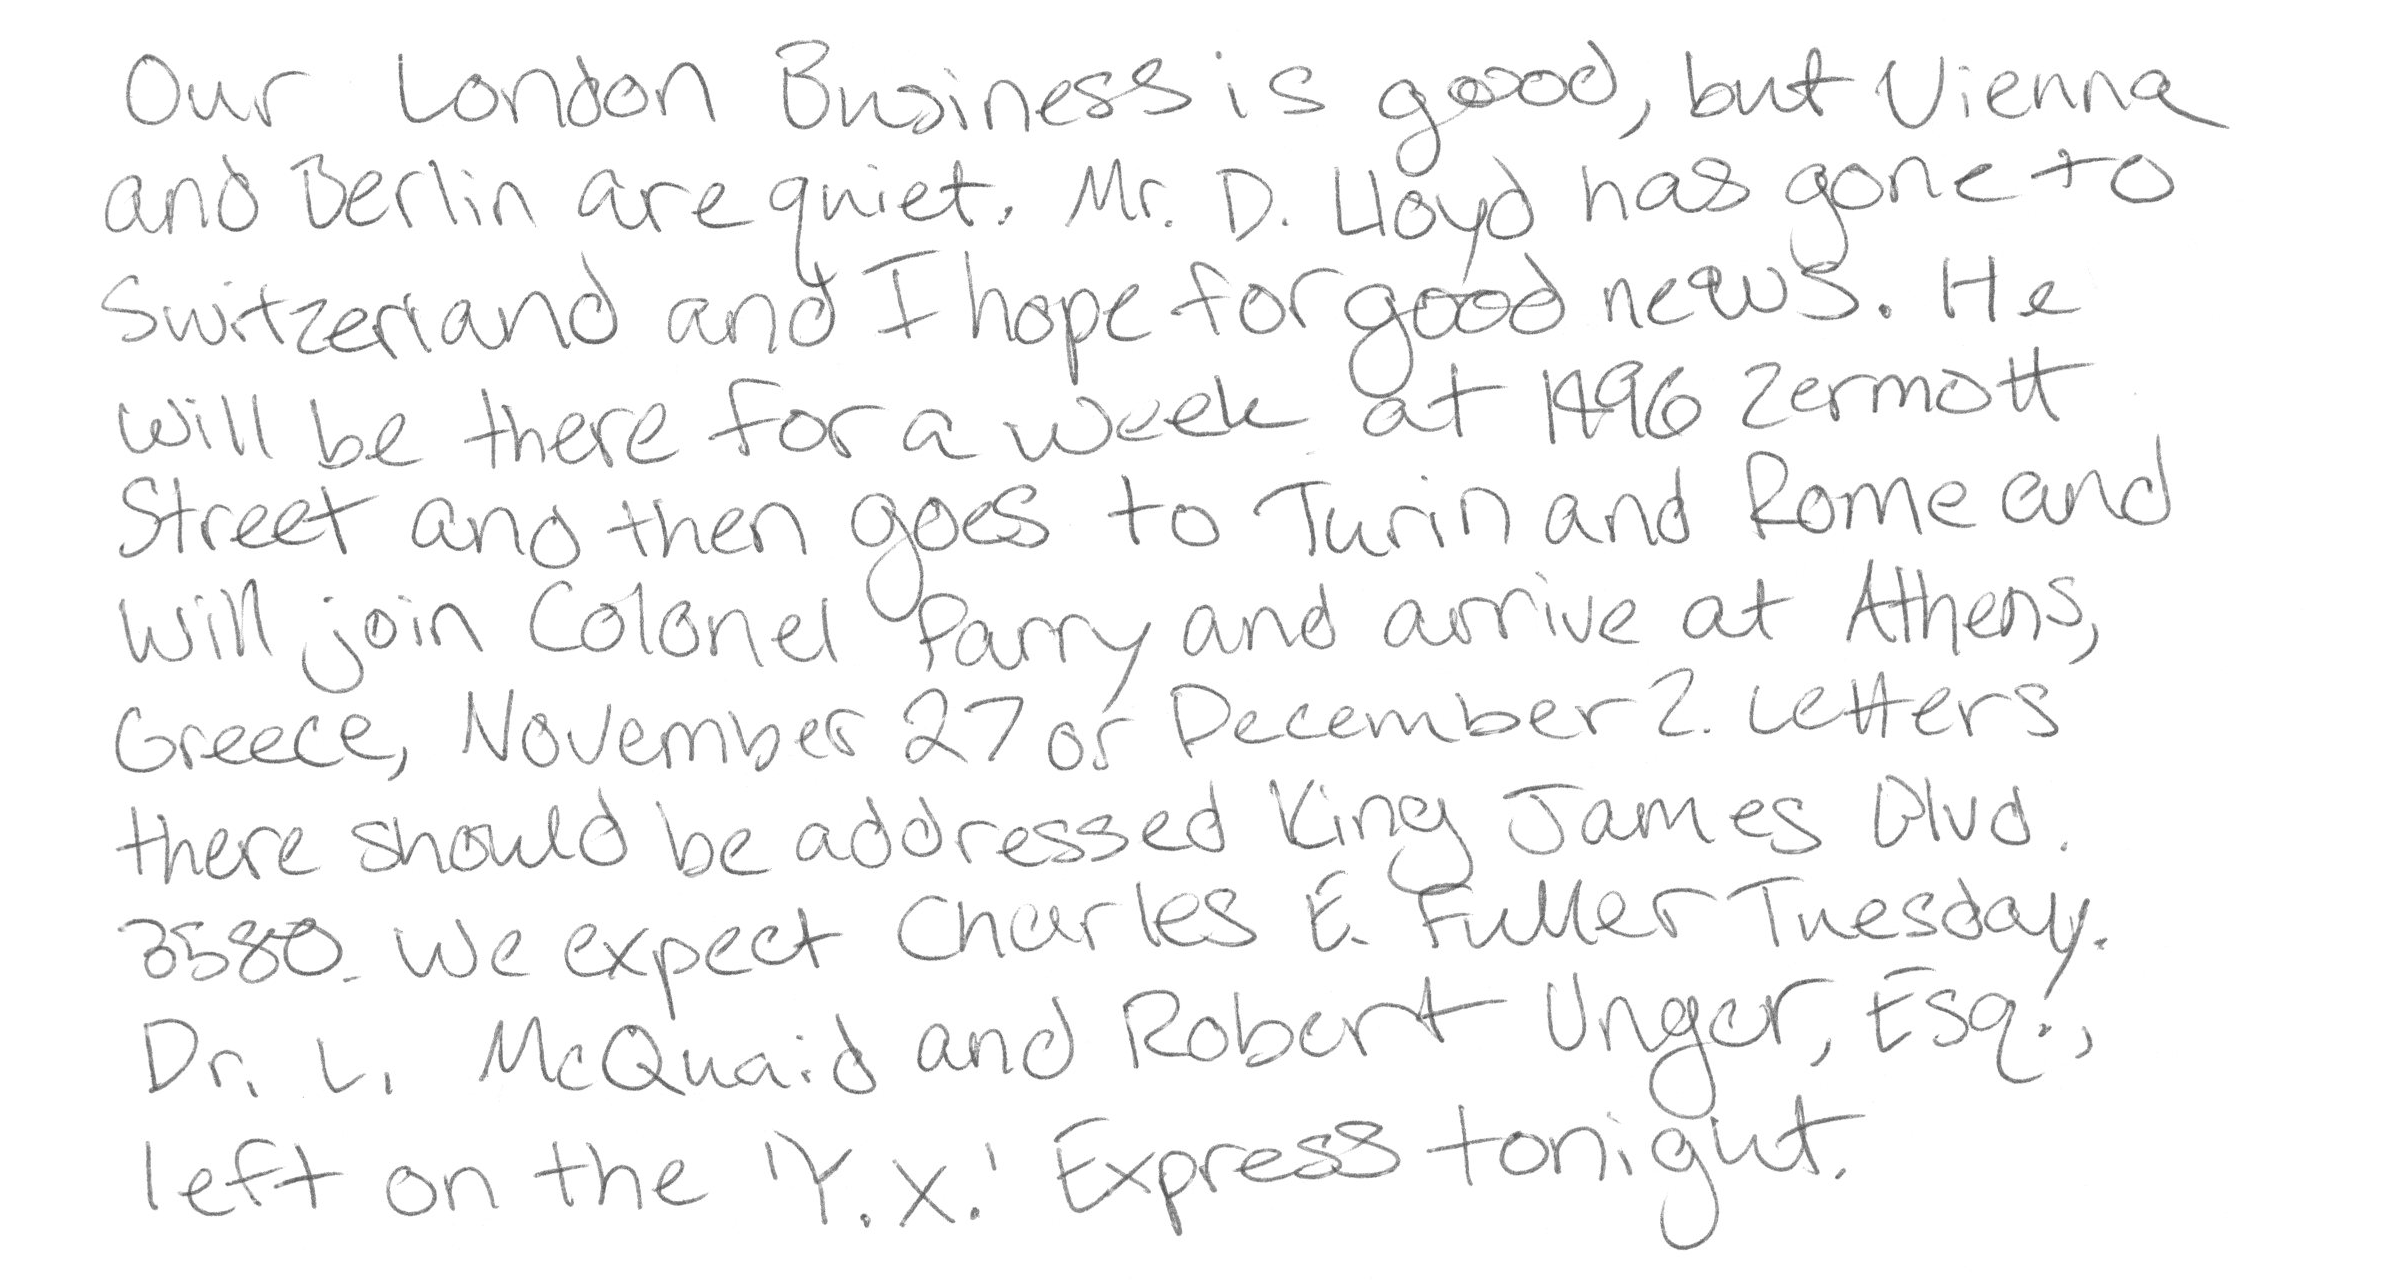 Our London Business is good, but Vienna
and Berlin are quiet. Mr. D. Lloyd has gone to
Switzerland and I hope for good news. He
will be there for a week at 1496 Zermott
Street and then goes to Turin and Rome and
will join Colonel Parry and arrive at Athens,
Greece, November 27 or December 2. Letters
there should be addressed King James Blvd.
3580. We expect Charles E. Fuller Tuesday.
Dr. L. McQuaid and Robert Unger, Esq.,
left on the 'Y.X.' Express tonight.